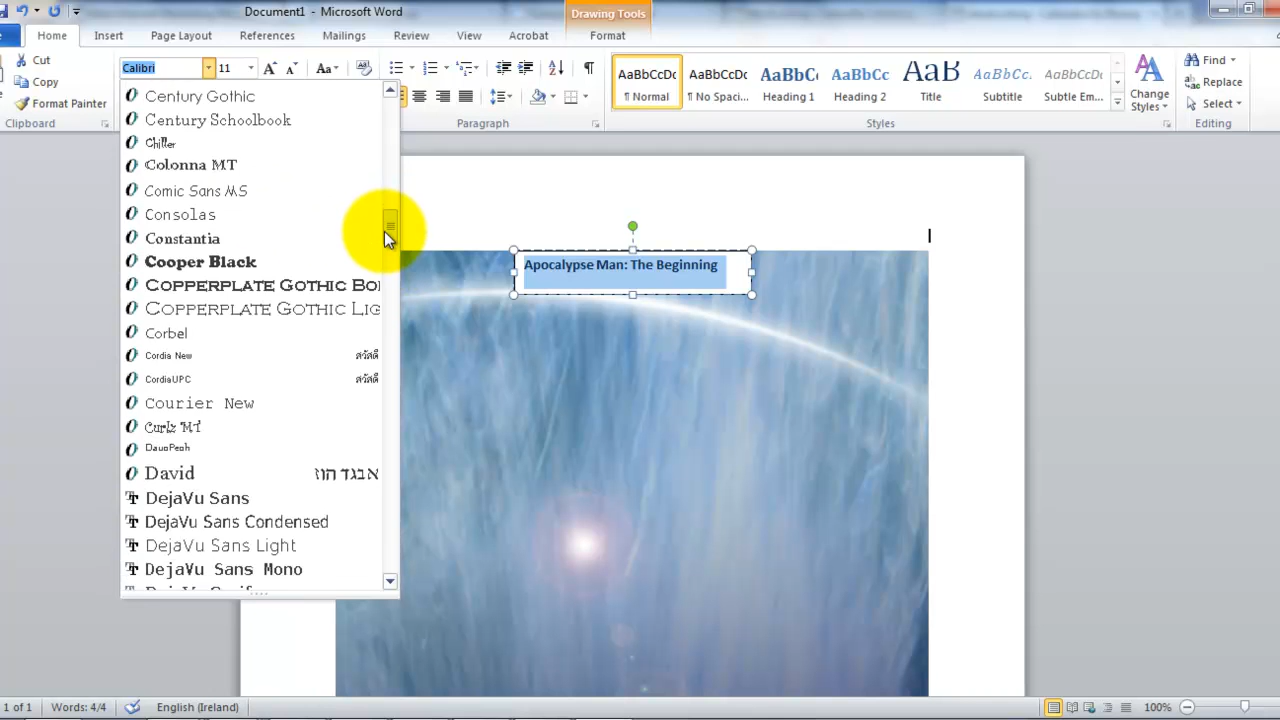 Document1 - Microsoft Word
Drawing Tools
Home Insert Page Layout References Mailings Review View Acrobat Format
Cut
Copy
Format Painter
Clipboard
Calibri 11
Aa
Paragraph
AaBbCcDc AaBbCcDc AaBbC AaBbCc AaB AaBbCc. AaBbCcDc
¶ Normal ¶ No Spaci... Heading 1 Heading 2 Title Subtitle Subtle Em...
Styles
Change
Styles
Find
Replace
Select
Editing
Century Gothic
Century Schoolbook
Chiller
Colonna MT
Comic Sans MS
Consolas
Constantia
Cooper Black
Copperplate Gothic Bol
Copperplate Gothic Lig
Corbel
Cordia New สวัสดี
CordiaUPC สวัสดี
Courier New
Curlz MT
DaunPenh
David אבגד הוז
DejaVu Sans
DejaVu Sans Condensed
DejaVu Sans Light
DejaVu Sans Mono
Apocalypse Man: The Beginning
1 of 1 Words: 4/4 English (Ireland) 100%